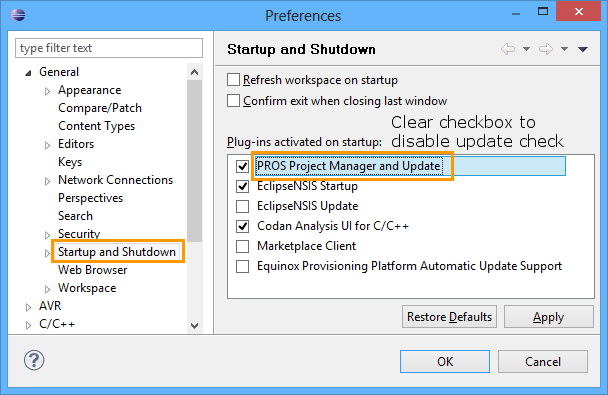 Preferences
type filter text
General
Appearance
Compare/Patch
Content Types
Editors
Keys
Network Connections
Perspectives
Search
Security
Startup and Shutdown
Web Browser
Workspace
AVR
C/C++
Startup and Shutdown
Refresh workspace on startup
Confirm exit when closing last window
Clear checkbox to
disable update check
Plug-ins activated on startup:
PROS Project Manager and Update
EclipseNSIS Startup
EclipseNSIS Update
Codan Analysis UI for C/C++
Marketplace Client
Equinox Provisioning Platform Automatic Update Support
Restore Defaults
Apply
?
OK
Cancel